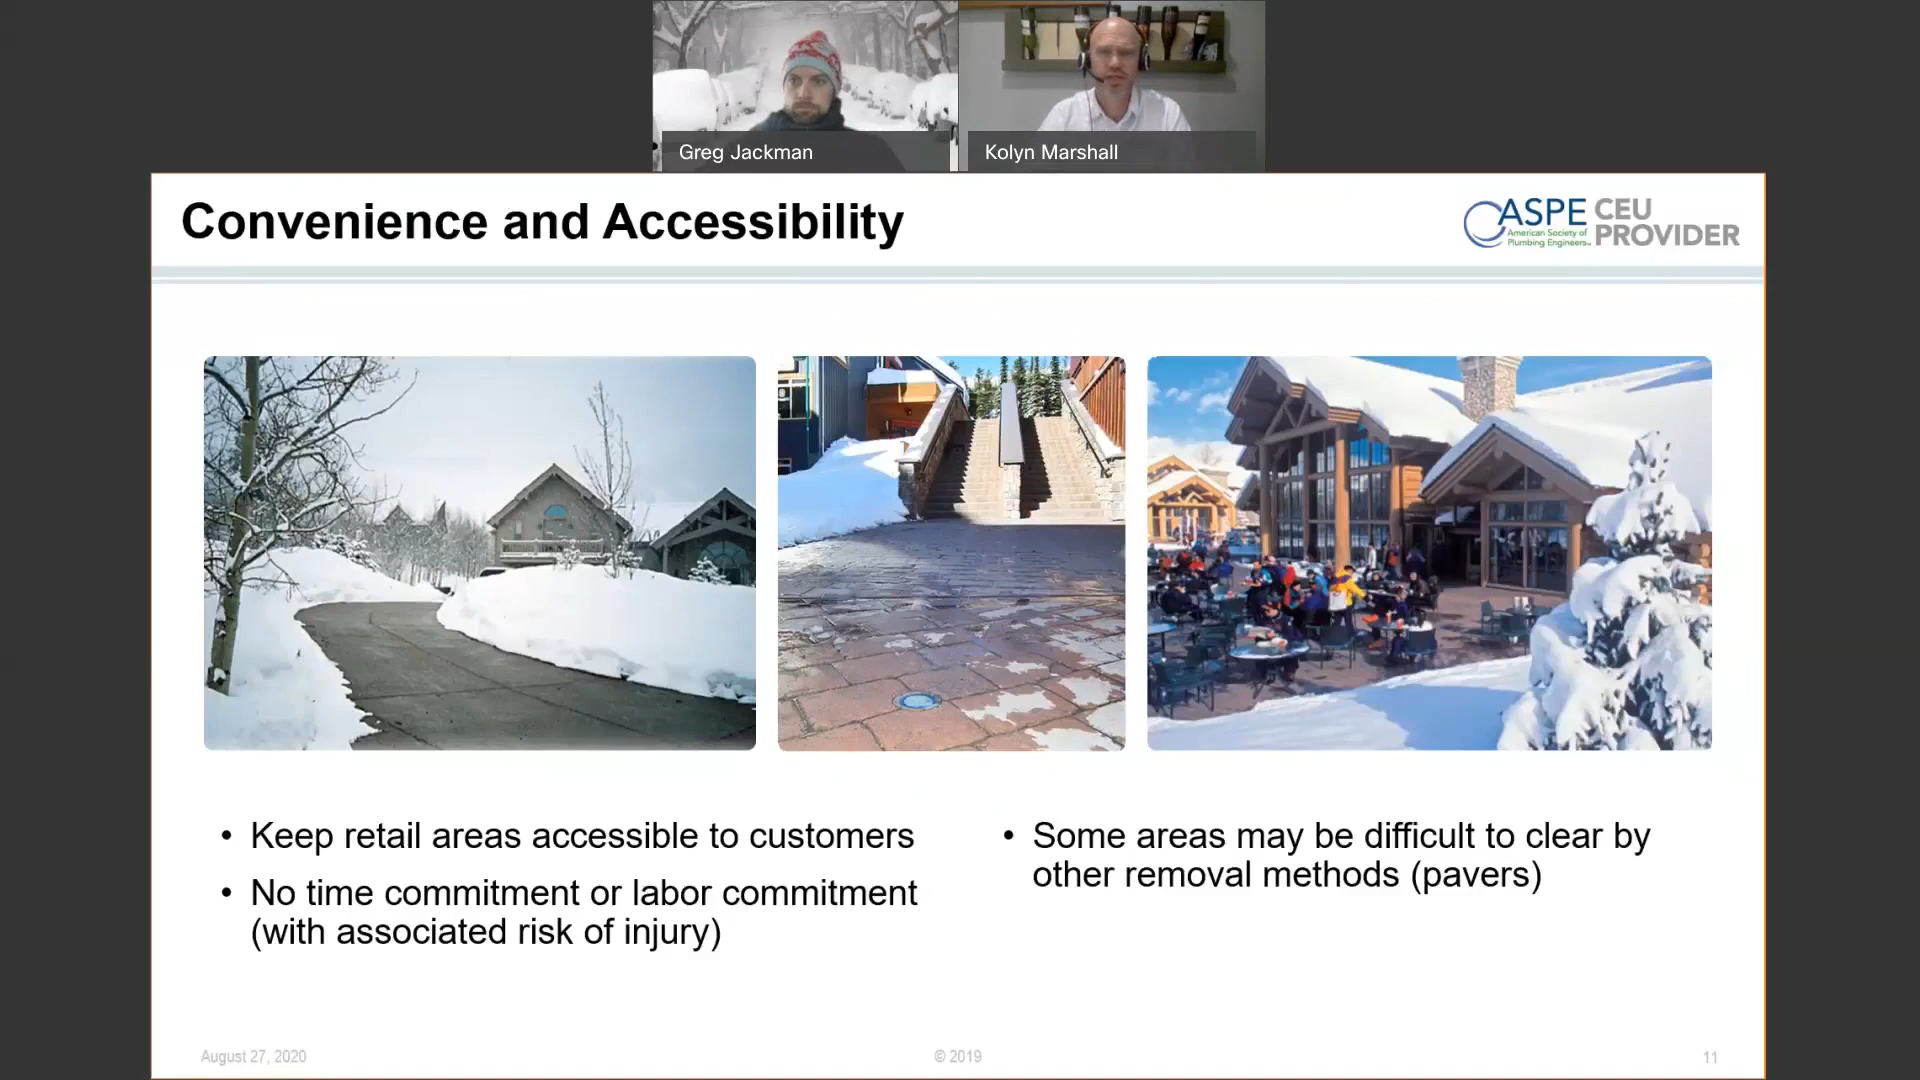 Greg Jackman
Kolyn Marshall
Convenience and Accessibility
ASPE CEU
American Society of
Plumbing Engineers PROVIDER
• Keep retail areas accessible to customers
• No time commitment or labor commitment
(with associated risk of injury)
• Some areas may be difficult to clear by
other removal methods (pavers)
August 27, 2020
© 2019
11